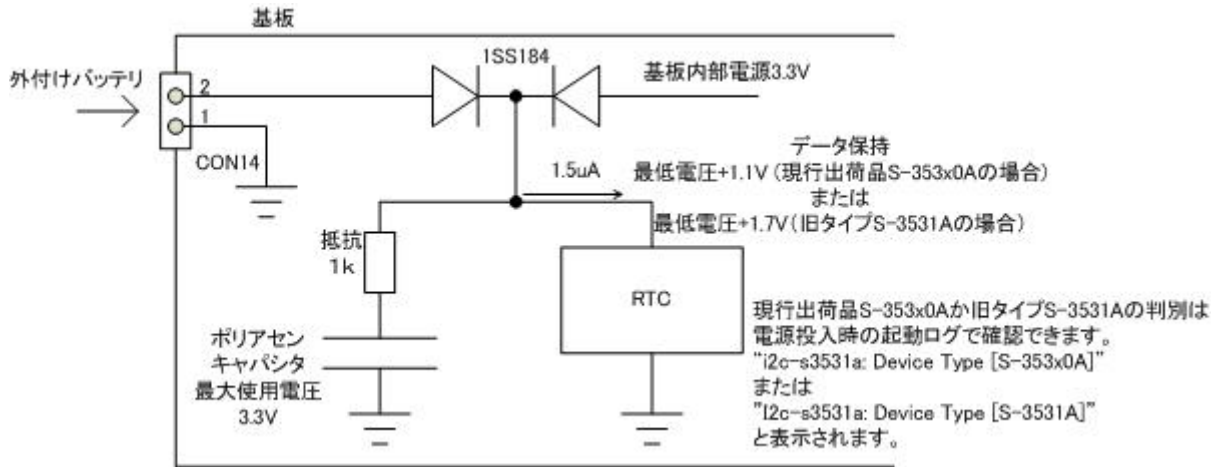 基板
1SS184
基板内部電源3.3V
外付けバッテリ
2
1
CON14
データ保持
1.5uA
最低電圧+1.1V (現行出荷品S-353x0Aの場合)
または
最低電圧+1.7V(旧タイプS-3531Aの場合)
抵抗
1k
RTC
ポリアセン
キャパシタ
最大使用電圧
3.3V
現行出荷品S-353x0Aか旧タイプS-3531Aの判別は
電源投入時の起動ログで確認できます。
"i2c-s3531a: Device Type [S-353x0A]"
または
"I2c-s3531a: Device Type [S-3531A]"
と表示されます。